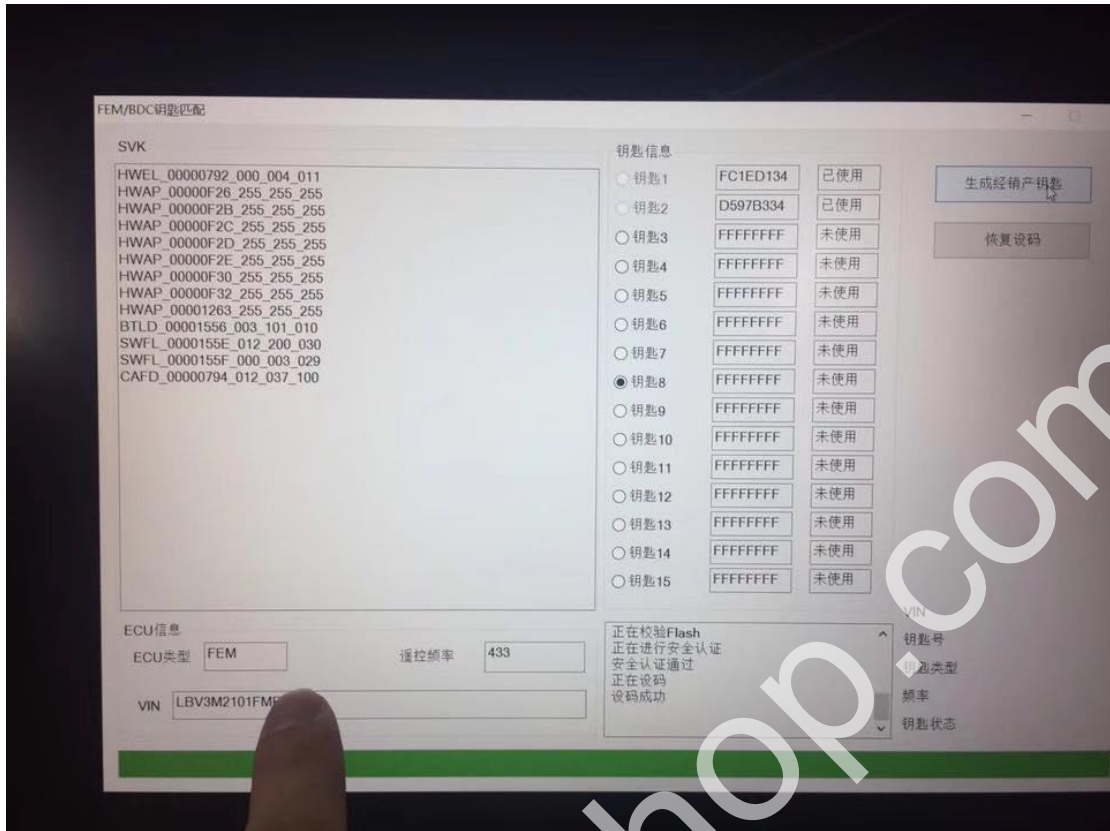 FEM/BDC钥匙匹配
SVK
HWEL_00000792_000_004_011
HWAP_00000F26_255_255_255
HWAP_00000F2B_255_255_255
HWAP_00000F2C_255_255_255
HWAP_00000F2D_255_255_255
HWAP_00000F2E_255_255_255
HWAP_00000F30_255_255_255
HWAP_00000F32_255_255_255
HWAP_00001263_255_255_255
BTLD_00001556_003_101_010
SWFL_0000155E_012_200_030
SWFL_0000155F_000_003_029
CAFD_00000794_012_037_100
钥匙信息
钥匙1 FC1ED134 已使用
钥匙2 D597B334 已使用
钥匙3 FFFFFFFF 未使用
钥匙4 FFFFFFFF 未使用
钥匙5 FFFFFFFF 未使用
钥匙6 FFFFFFFF 未使用
钥匙7 FFFFFFFF 未使用
钥匙8 FFFFFFFF 未使用
钥匙9 FFFFFFFF 未使用
钥匙10 FFFFFFFF 未使用
钥匙11 FFFFFFFF 未使用
钥匙12 FFFFFFFF 未使用
钥匙13 FFFFFFFF 未使用
钥匙14 FFFFFFFF 未使用
钥匙15 FFFFFFFF 未使用
生成经销产钥匙
恢复设码
ECU信息
ECU类型 FEM 遥控频率 433
VIN LBV3M2101FM
正在校验Flash
正在进行安全认证
安全认证通过
正在设码
设码成功
VIN
钥匙号
钥匙类型
频率
钥匙状态
hop.com